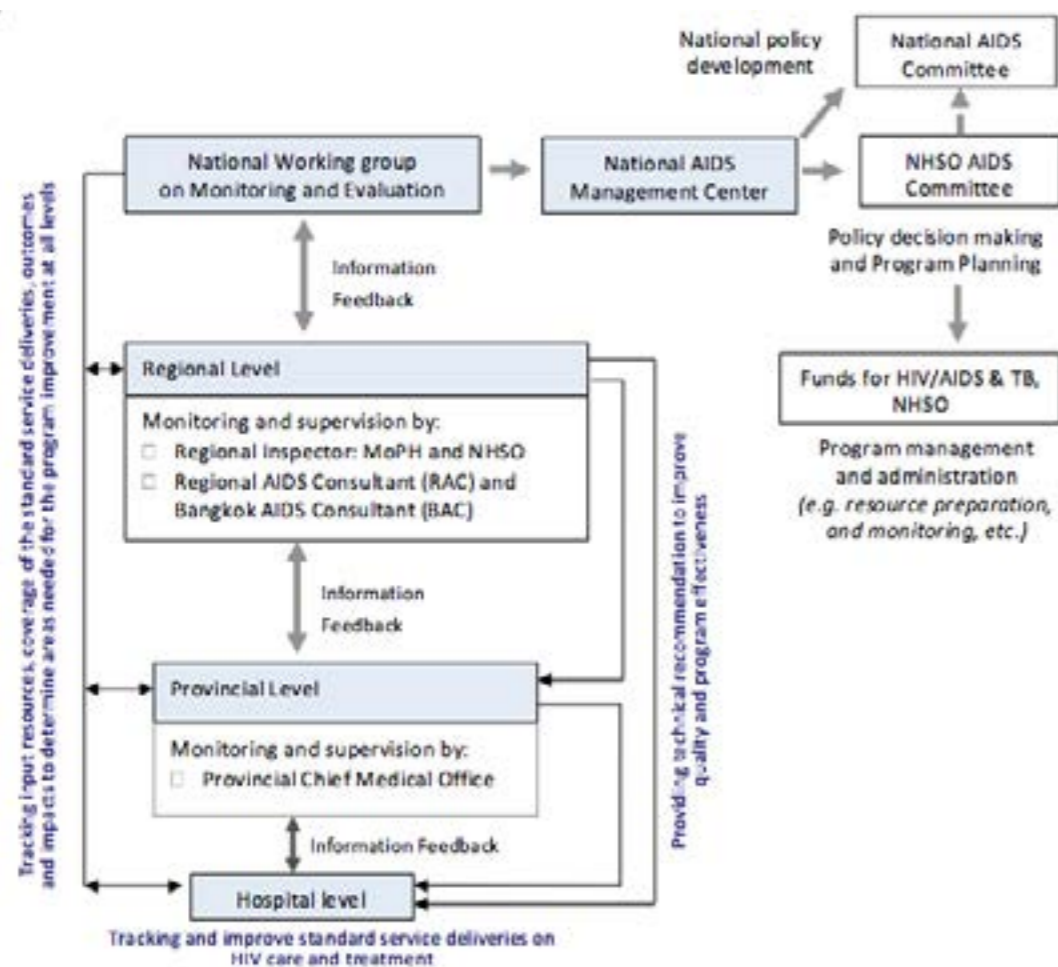 National policy
development
National AIDS
Committee
National Working group
on Monitoring and Evaluation
National AIDS
Management Center
NHSO AIDS
Committee
Policy decision making
and Program Planning
Information
Feedback
Funds for HIV/AIDS & TB,
NHSO
Program management
and administration
(e.g. resource preparation,
and monitoring, etc.)
Regional Level
Monitoring and supervision by:
Regional Inspector: MoPH and NHSO
Regional AIDS Consultant (RAC) and
Bangkok AIDS Consultant (BAC)
Information
Feedback
Provincial Level
Monitoring and supervision by:
Provincial Chief Medical Office
Information Feedback
Hospital level
Tracking and improve standard service deliveries on
HIV care and treatment
Tracking input resources, coverage of the standard service deliveries, outcomes
and impacts to determine areas needed for the program improvement at all levels
Providing technical recommendation to improve
quality and program effectiveness